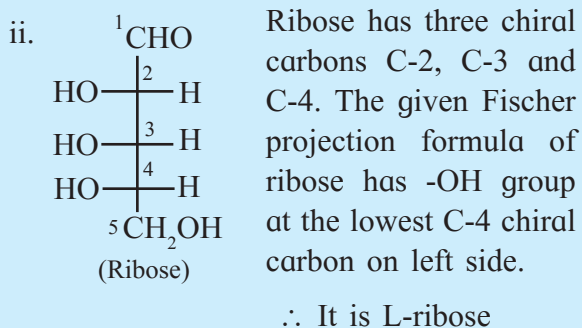 ii.
¹CHO
2
HO H
3
HO H
4
HO H
⁵CH₂OH
(Ribose)
Ribose has three chiral
carbons C-2, C-3 and
C-4. The given Fischer
projection formula of
ribose has -OH group
at the lowest C-4 chiral
carbon on left side.
∴ It is L-ribose